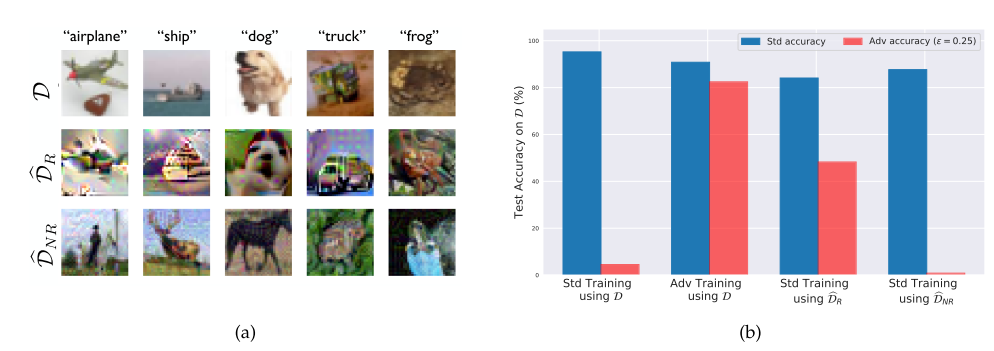 “airplane” “ship” “dog” “truck” “frog”
𝒟
𝒟̂_R
𝒟̂_NR
(a)
Std accuracy Adv accuracy (ε = 0.25)
Test Accuracy on 𝒟 (%)
100
80
60
40
20
0
Std Training using 𝒟
Adv Training using 𝒟
Std Training using 𝒟̂_R
Std Training using 𝒟̂_NR
(b)